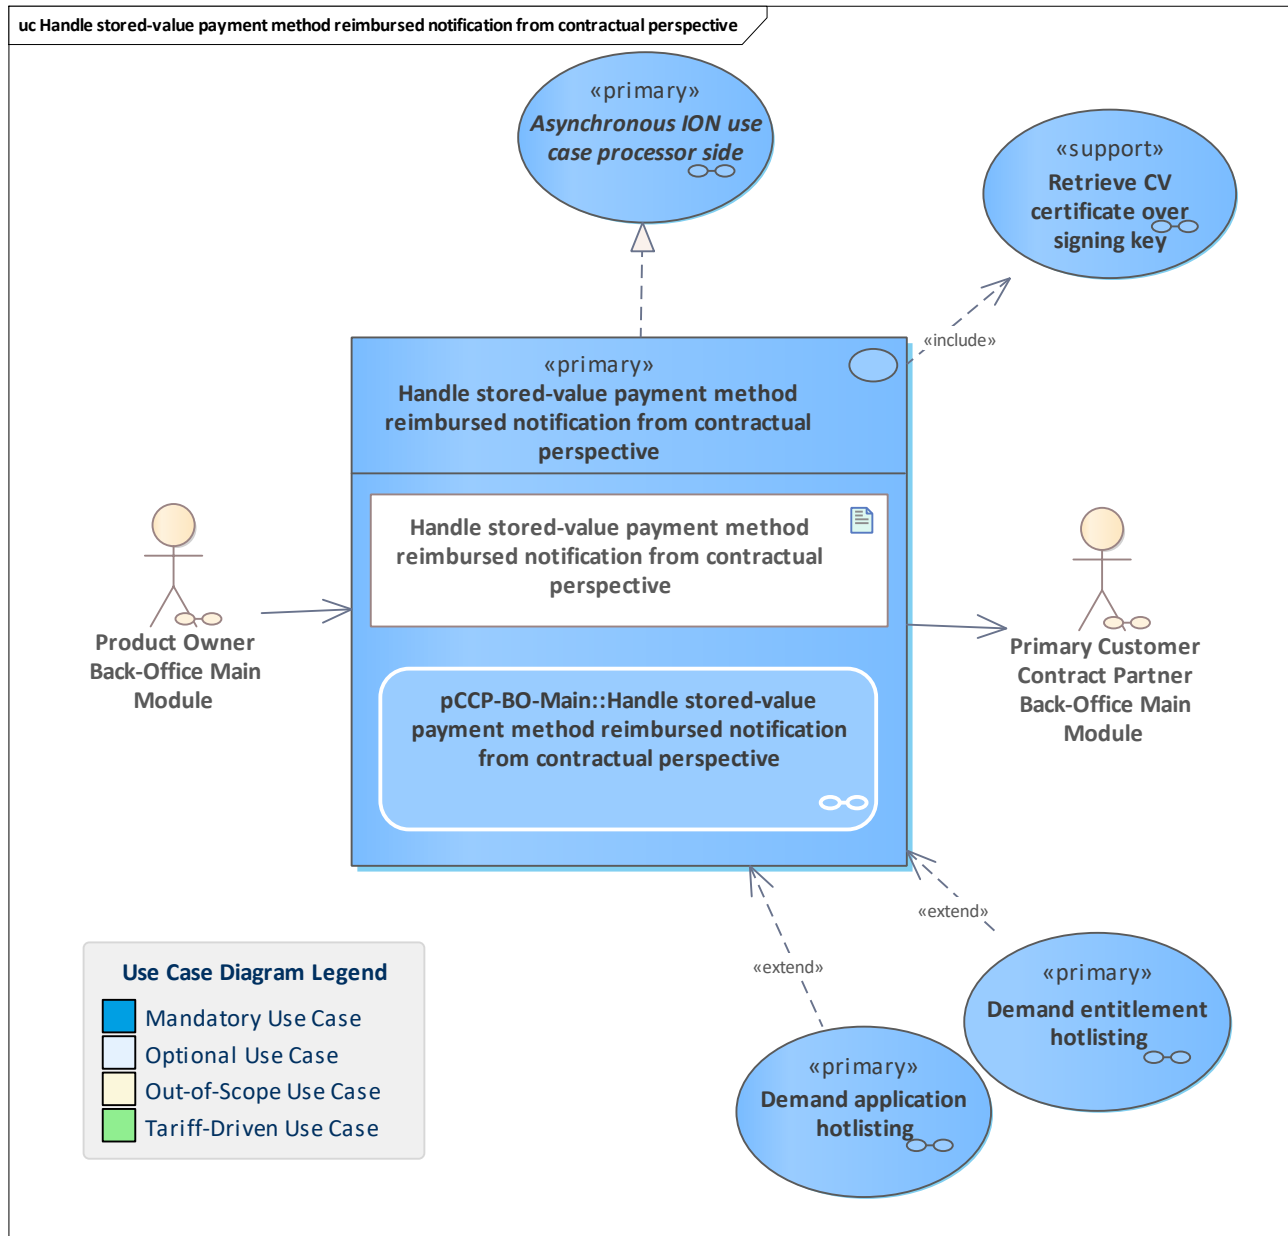 uc Handle stored-value payment method reimbursed notification from contractual perspective
«primary»
Asynchronous ION use
case processor side
«support»
Retrieve CV
certificate over
signing key
«include»
«primary»
Handle stored-value payment method
reimbursed notification from contractual
perspective
Handle stored-value payment method
reimbursed notification from contractual
perspective
Product Owner
Back-Office Main
Module
Primary Customer
Contract Partner
Back-Office Main
Module
pCCP-BO-Main::Handle stored-value
payment method reimbursed notification
from contractual perspective
«extend»
«extend»
«primary»
Demand entitlement
hotlisting
«primary»
Demand application
hotlisting
Use Case Diagram Legend
Mandatory Use Case
Optional Use Case
Out-of-Scope Use Case
Tariff-Driven Use Case